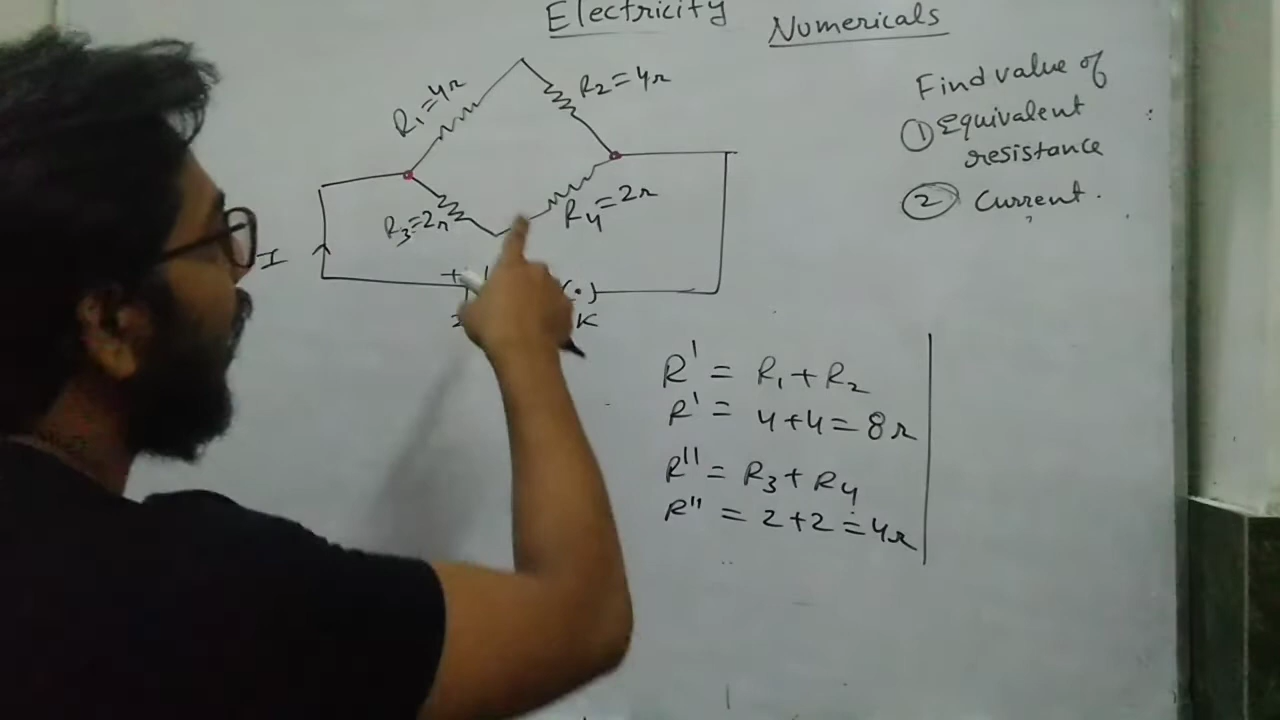 Electricity Numericals
R1=4Ω
R2=4Ω
R3=2Ω
R4=2Ω
I
+
(.)
K
Find value of
① Equivalent
resistance
② Current.
R' = R1+R2
R' = 4+4=8Ω
R'' = R3+R4
R'' = 2+2=4Ω